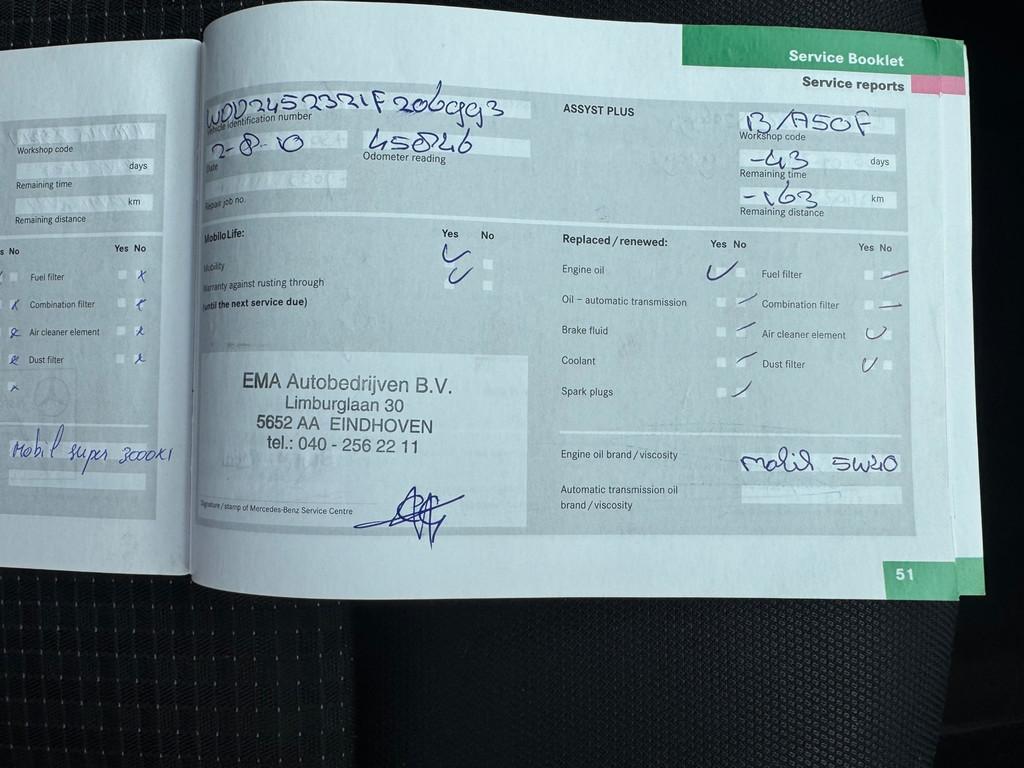 Service Booklet
Service reports
Workshop code
days
Remaining time
km
Remaining distance
s No
Yes No
Fuel filter
Combination filter
Air cleaner element
Dust filter
Mobil super 3000X1
Vehicle identification number
2-8-10
Date
45846
Odometer reading
Repair job no.
ASSYST PLUS
B/A50F
Workshop code
-43 days
Remaining time
-163 km
Remaining distance
MobiloLife:
Yes No
Mobility
Warranty against rusting through
(until the next service due)
EMA Autobedrijven B.V.
Limburglaan 30
5652 AA EINDHOVEN
tel.: 040 - 256 22 11
Signature/stamp of Mercedes-Benz Service Centre
Replaced/renewed:
Yes No
Yes No
Engine oil
Fuel filter
Oil – automatic transmission
Combination filter
Brake fluid
Air cleaner element
Coolant
Dust filter
Spark plugs
Engine oil brand/viscosity
mobil 5W40
Automatic transmission oil
brand/viscosity
51